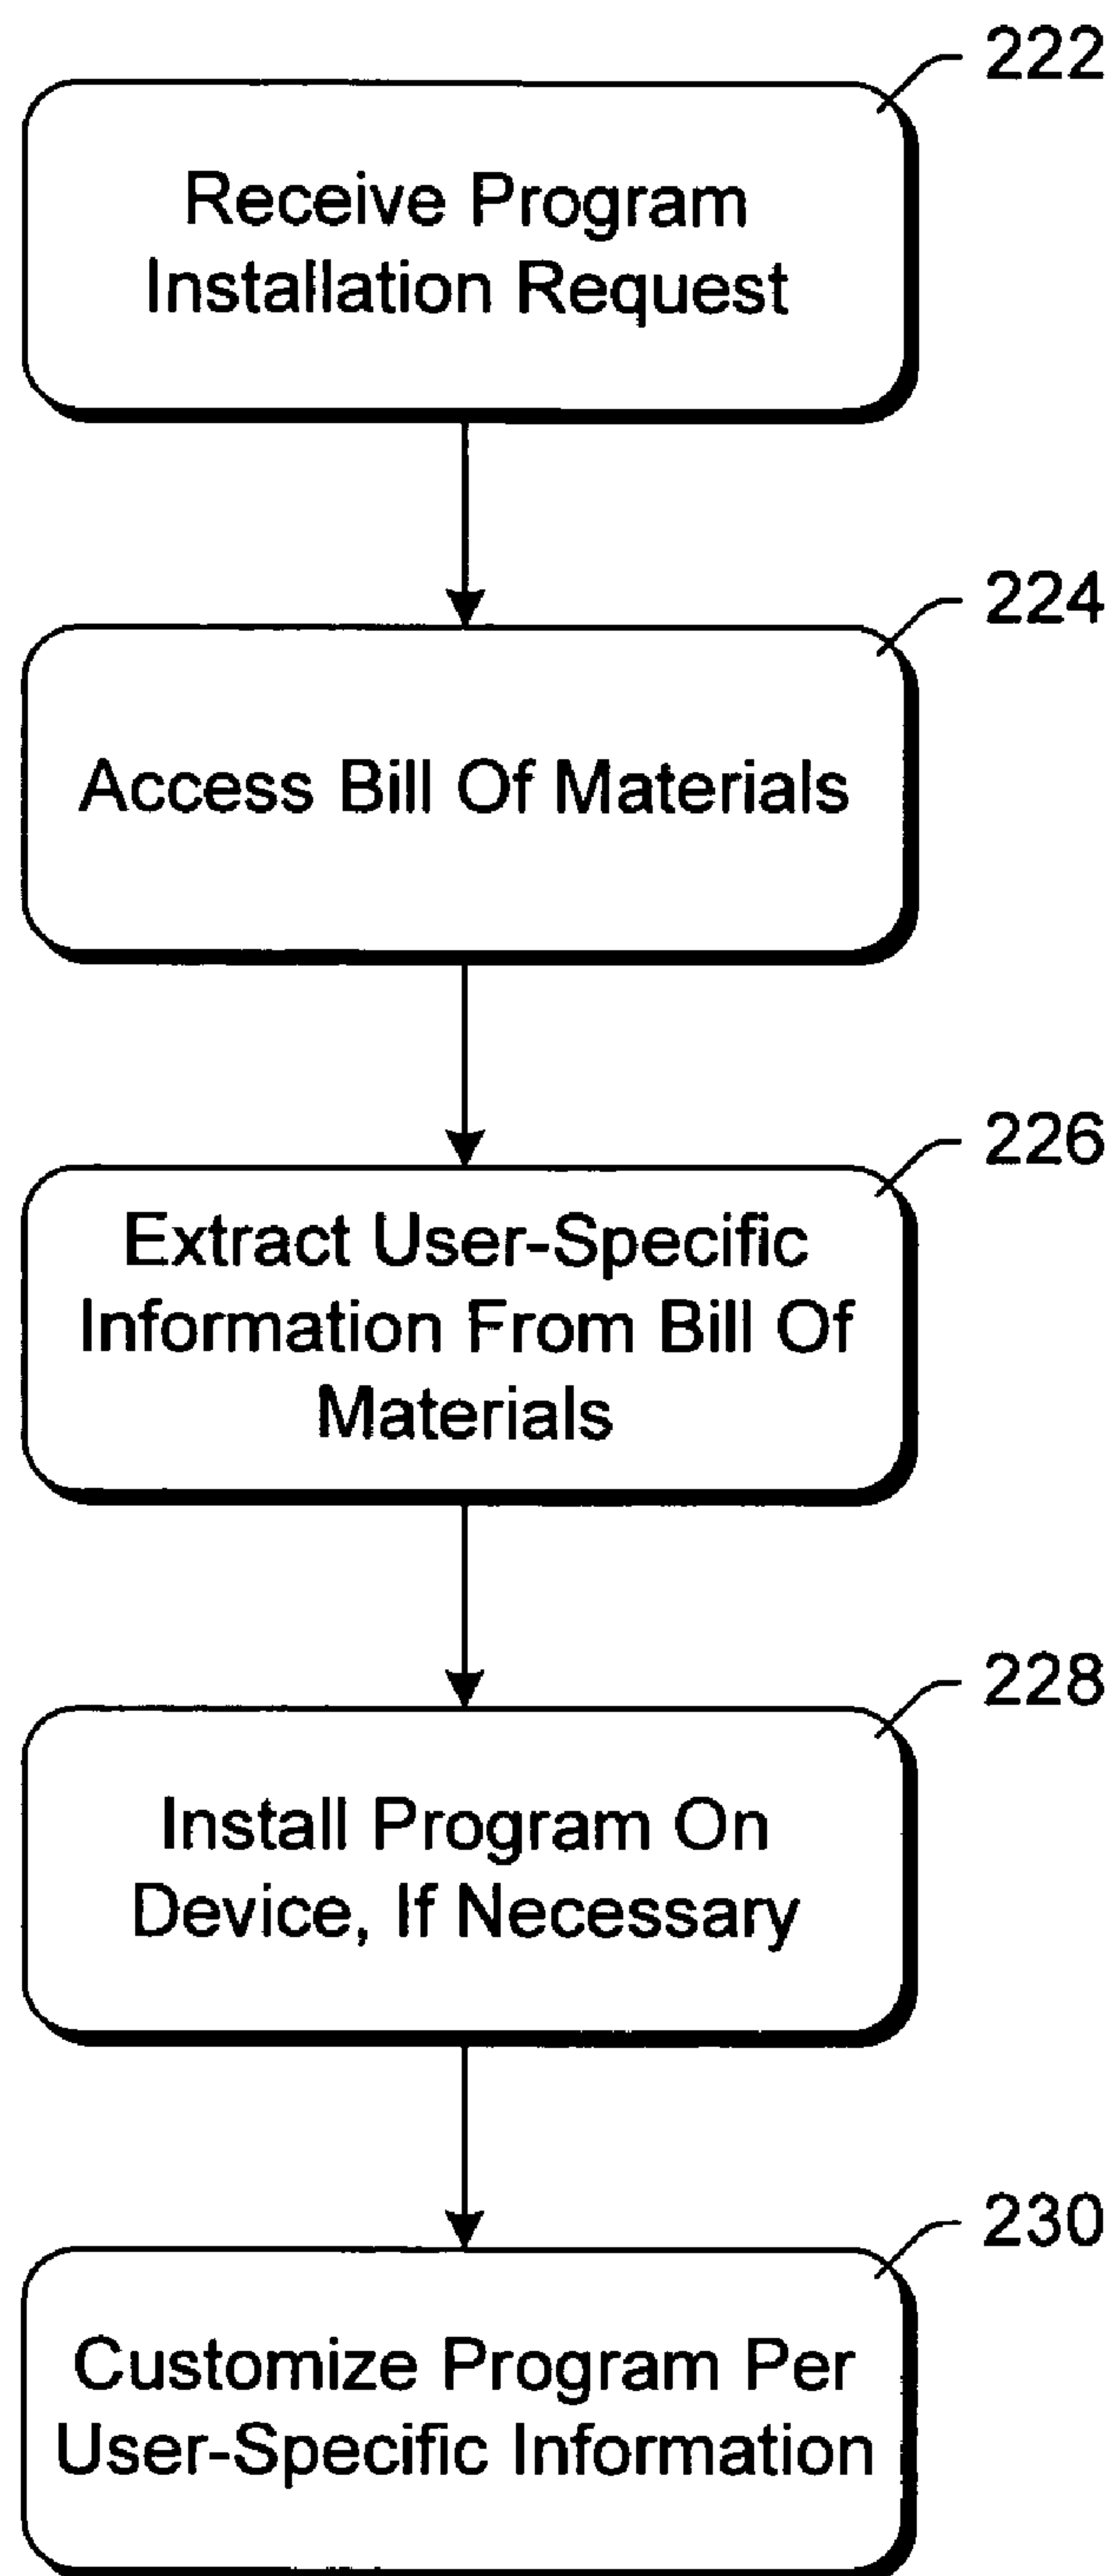 222
Receive Program
Installation Request
224
Access Bill Of Materials
226
Extract User-Specific
Information From Bill Of
Materials
228
Install Program On
Device, If Necessary
230
Customize Program Per
User-Specific Information